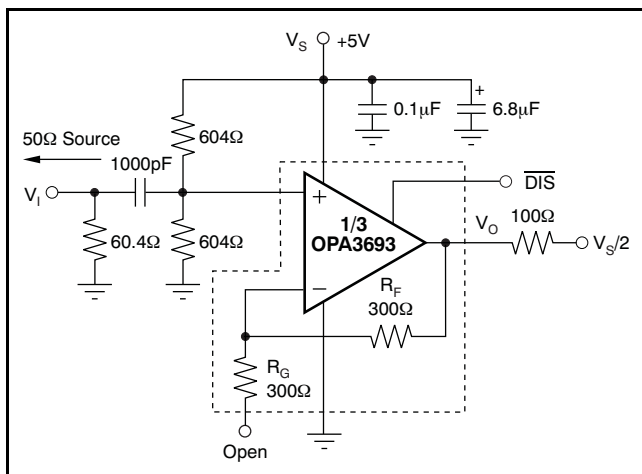 V_S +5V
0.1μF
6.8μF
+
50Ω Source
604Ω
1000pF
V_I
60.4Ω
604Ω
+
1/3
OPA3693
−
DIS̅
V_O
100Ω
V_S/2
R_F
300Ω
R_G
300Ω
Open